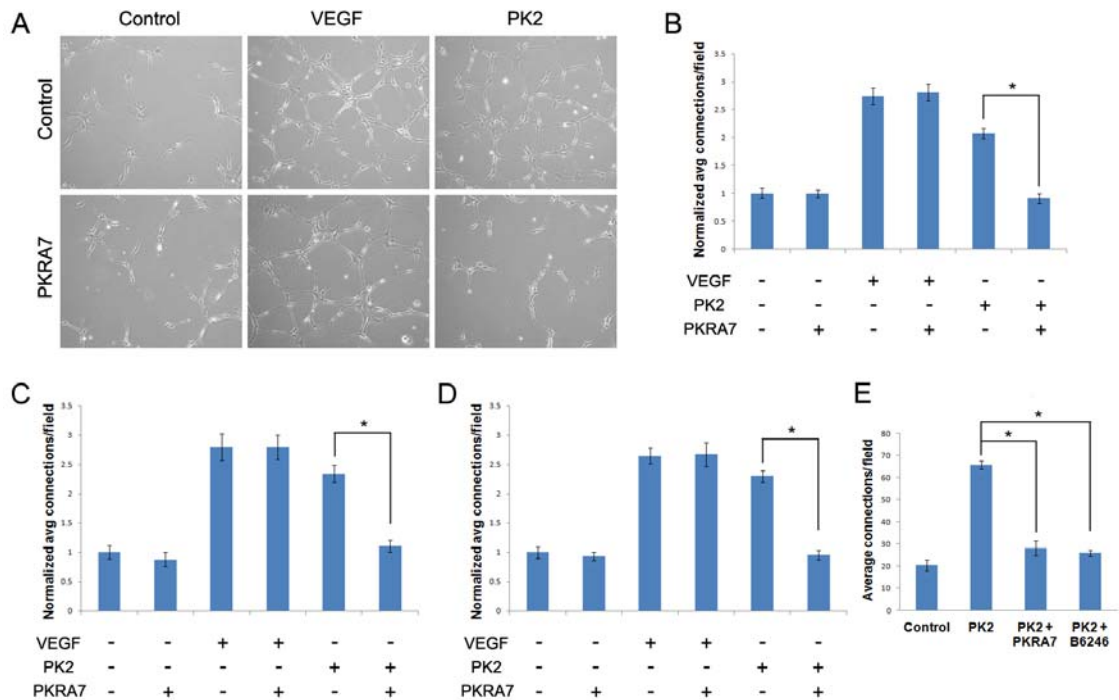 A
Control VEGF PK2
Control
PKRA7
B
Normalized avg connections/field
3.5
3
2.5
2
1.5
1
0.5
0
*
VEGF - - + + - -
PK2 - - - - + +
PKRA7 - + - + - +
C
Normalized avg connections/field
3.5
3
2.5
2
1.5
1
0.5
0
*
VEGF - - + + - -
PK2 - - - - + +
PKRA7 - + - + - +
D
Normalized avg connections/field
3.5
3
2.5
2
1.5
1
0.5
0
*
VEGF - - + + - -
PK2 - - - - + +
PKRA7 - + - + - +
E
Average connections/field
80
70
60
50
40
30
20
10
0
*
*
Control PK2 PK2 + PK2 +
PKRA7 B6246